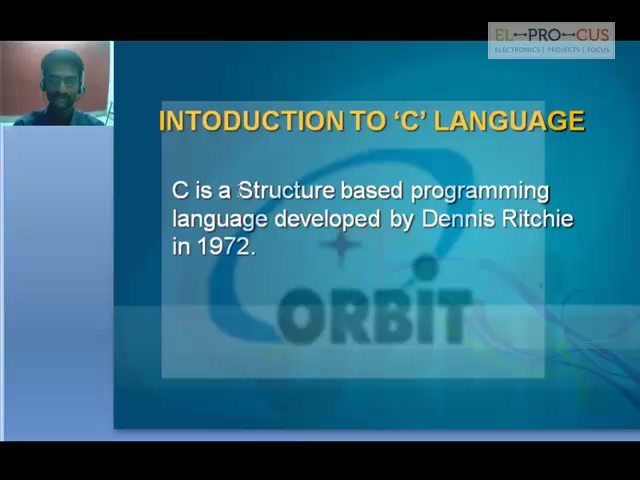 EL-PRO-CUS
ELECTRONICS | PROJECTS | FOCUS
INTODUCTION TO ‘C’ LANGUAGE
C is a Structure based programming
language developed by Dennis Ritchie
in 1972.
ORBIT